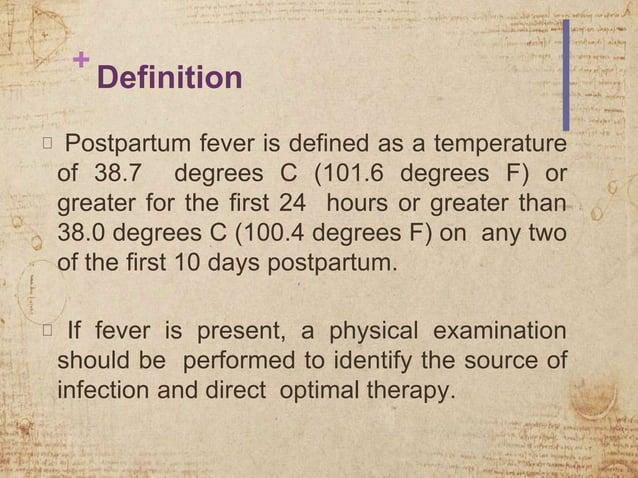 +
Definition
Postpartum fever is defined as a temperature
of 38.7 degrees C (101.6 degrees F) or
greater for the first 24 hours or greater than
38.0 degrees C (100.4 degrees F) on any two
of the first 10 days postpartum.
If fever is present, a physical examination
should be performed to identify the source of
infection and direct optimal therapy.